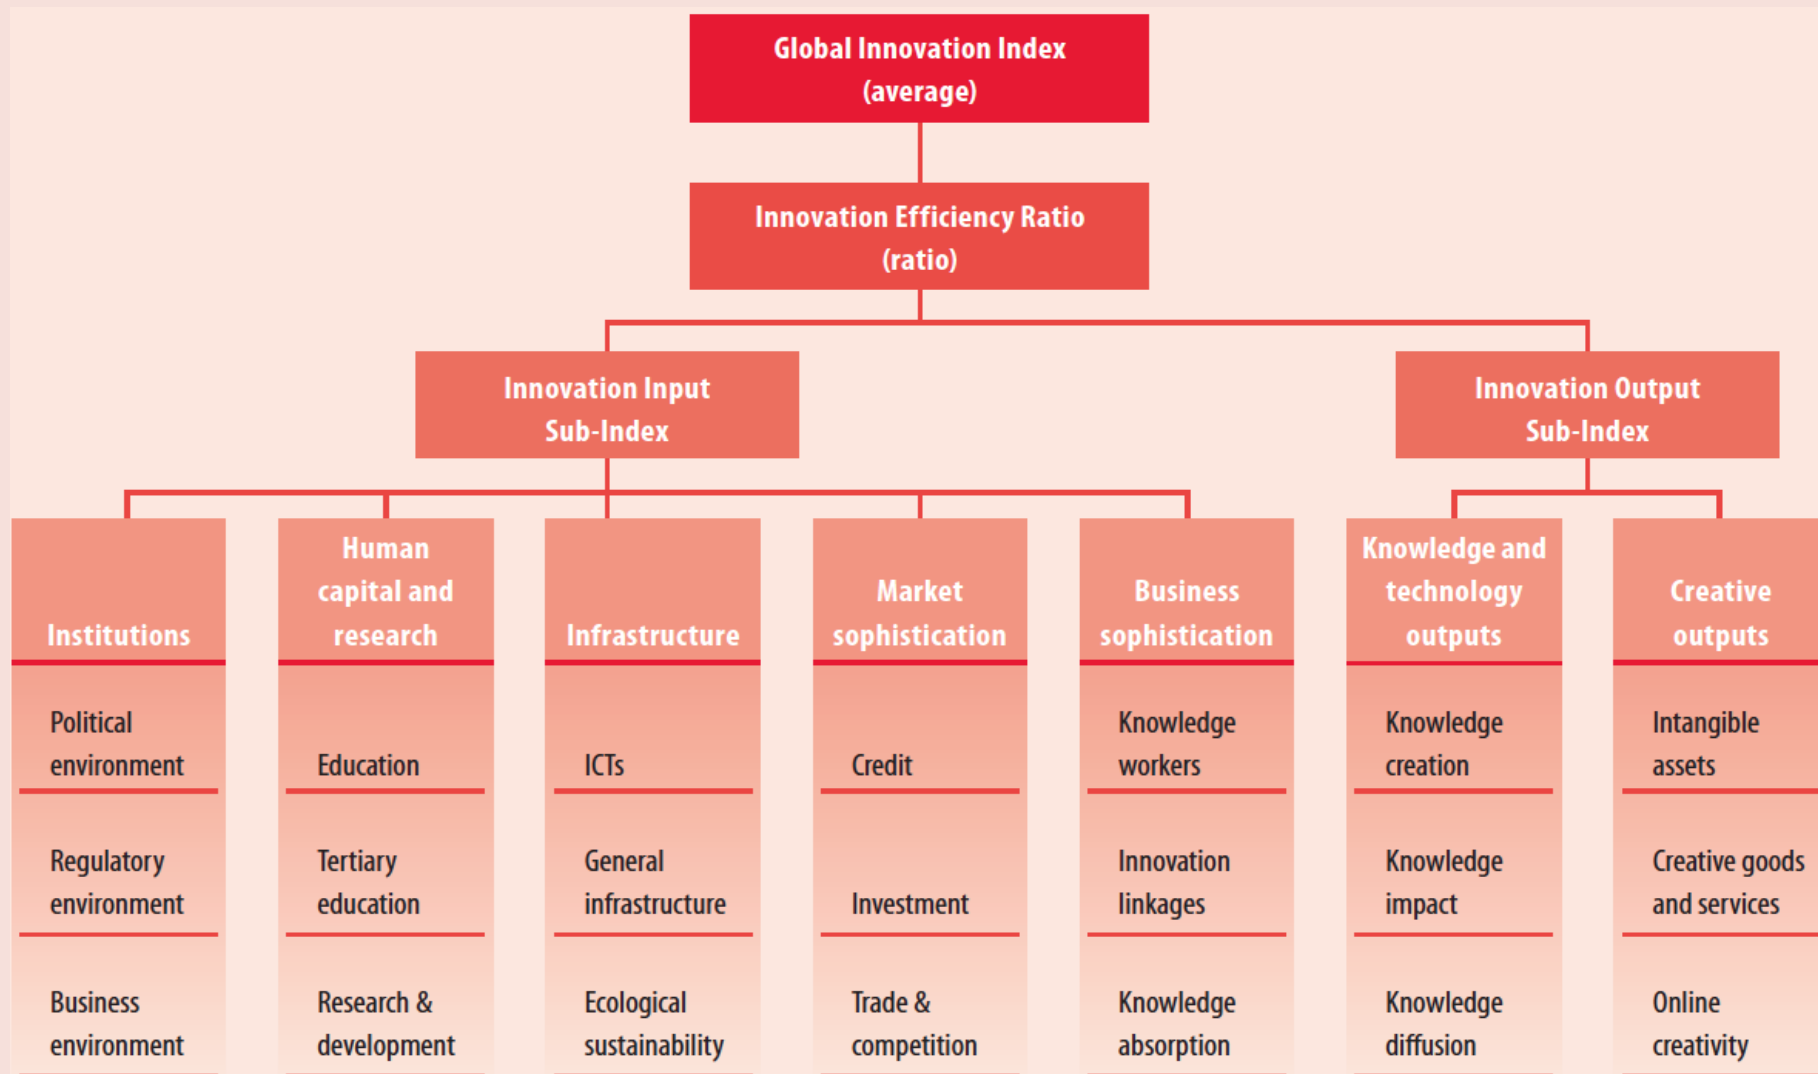 Global Innovation Index
(average)
Innovation Efficiency Ratio
(ratio)
Innovation Input
Sub-Index
Innovation Output
Sub-Index
Institutions
Human
capital and
research
Infrastructure
Market
sophistication
Business
sophistication
Knowledge and
technology
outputs
Creative
outputs
Political
environment
Education
ICTs
Credit
Knowledge
workers
Knowledge
creation
Intangible
assets
Regulatory
environment
Tertiary
education
General
infrastructure
Investment
Innovation
linkages
Knowledge
impact
Creative goods
and services
Business
environment
Research &
development
Ecological
sustainability
Trade &
competition
Knowledge
absorption
Knowledge
diffusion
Online
creativity